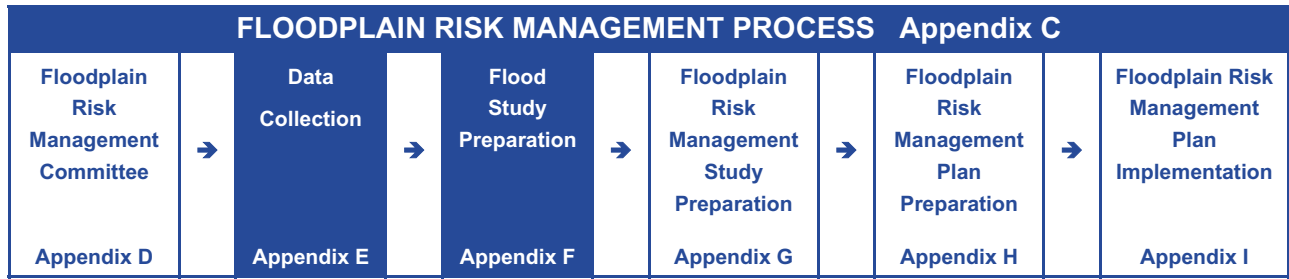 FLOODPLAIN RISK MANAGEMENT PROCESS Appendix C
Floodplain
Risk
Management
Committee
Appendix D
➔
Data
Collection
Appendix E
➔
Flood
Study
Preparation
Appendix F
➔
Floodplain
Risk
Management
Study
Preparation
Appendix G
➔
Floodplain
Risk
Management
Plan
Preparation
Appendix H
➔
Floodplain Risk
Management
Plan
Implementation
Appendix I